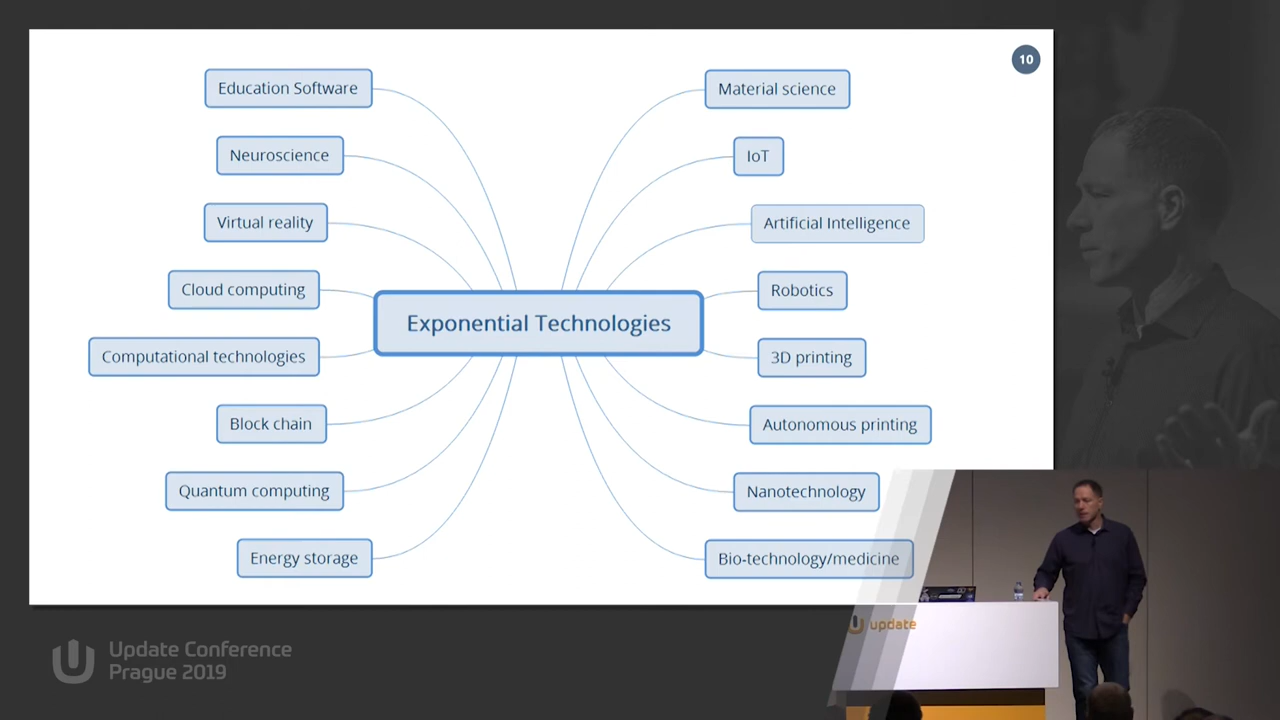 10
Education Software
Neuroscience
Virtual reality
Cloud computing
Computational technologies
Block chain
Quantum computing
Energy storage
Exponential Technologies
Material science
IoT
Artificial Intelligence
Robotics
3D printing
Autonomous printing
Nanotechnology
Bio-technology/medicine
update
Update Conference
Prague 2019